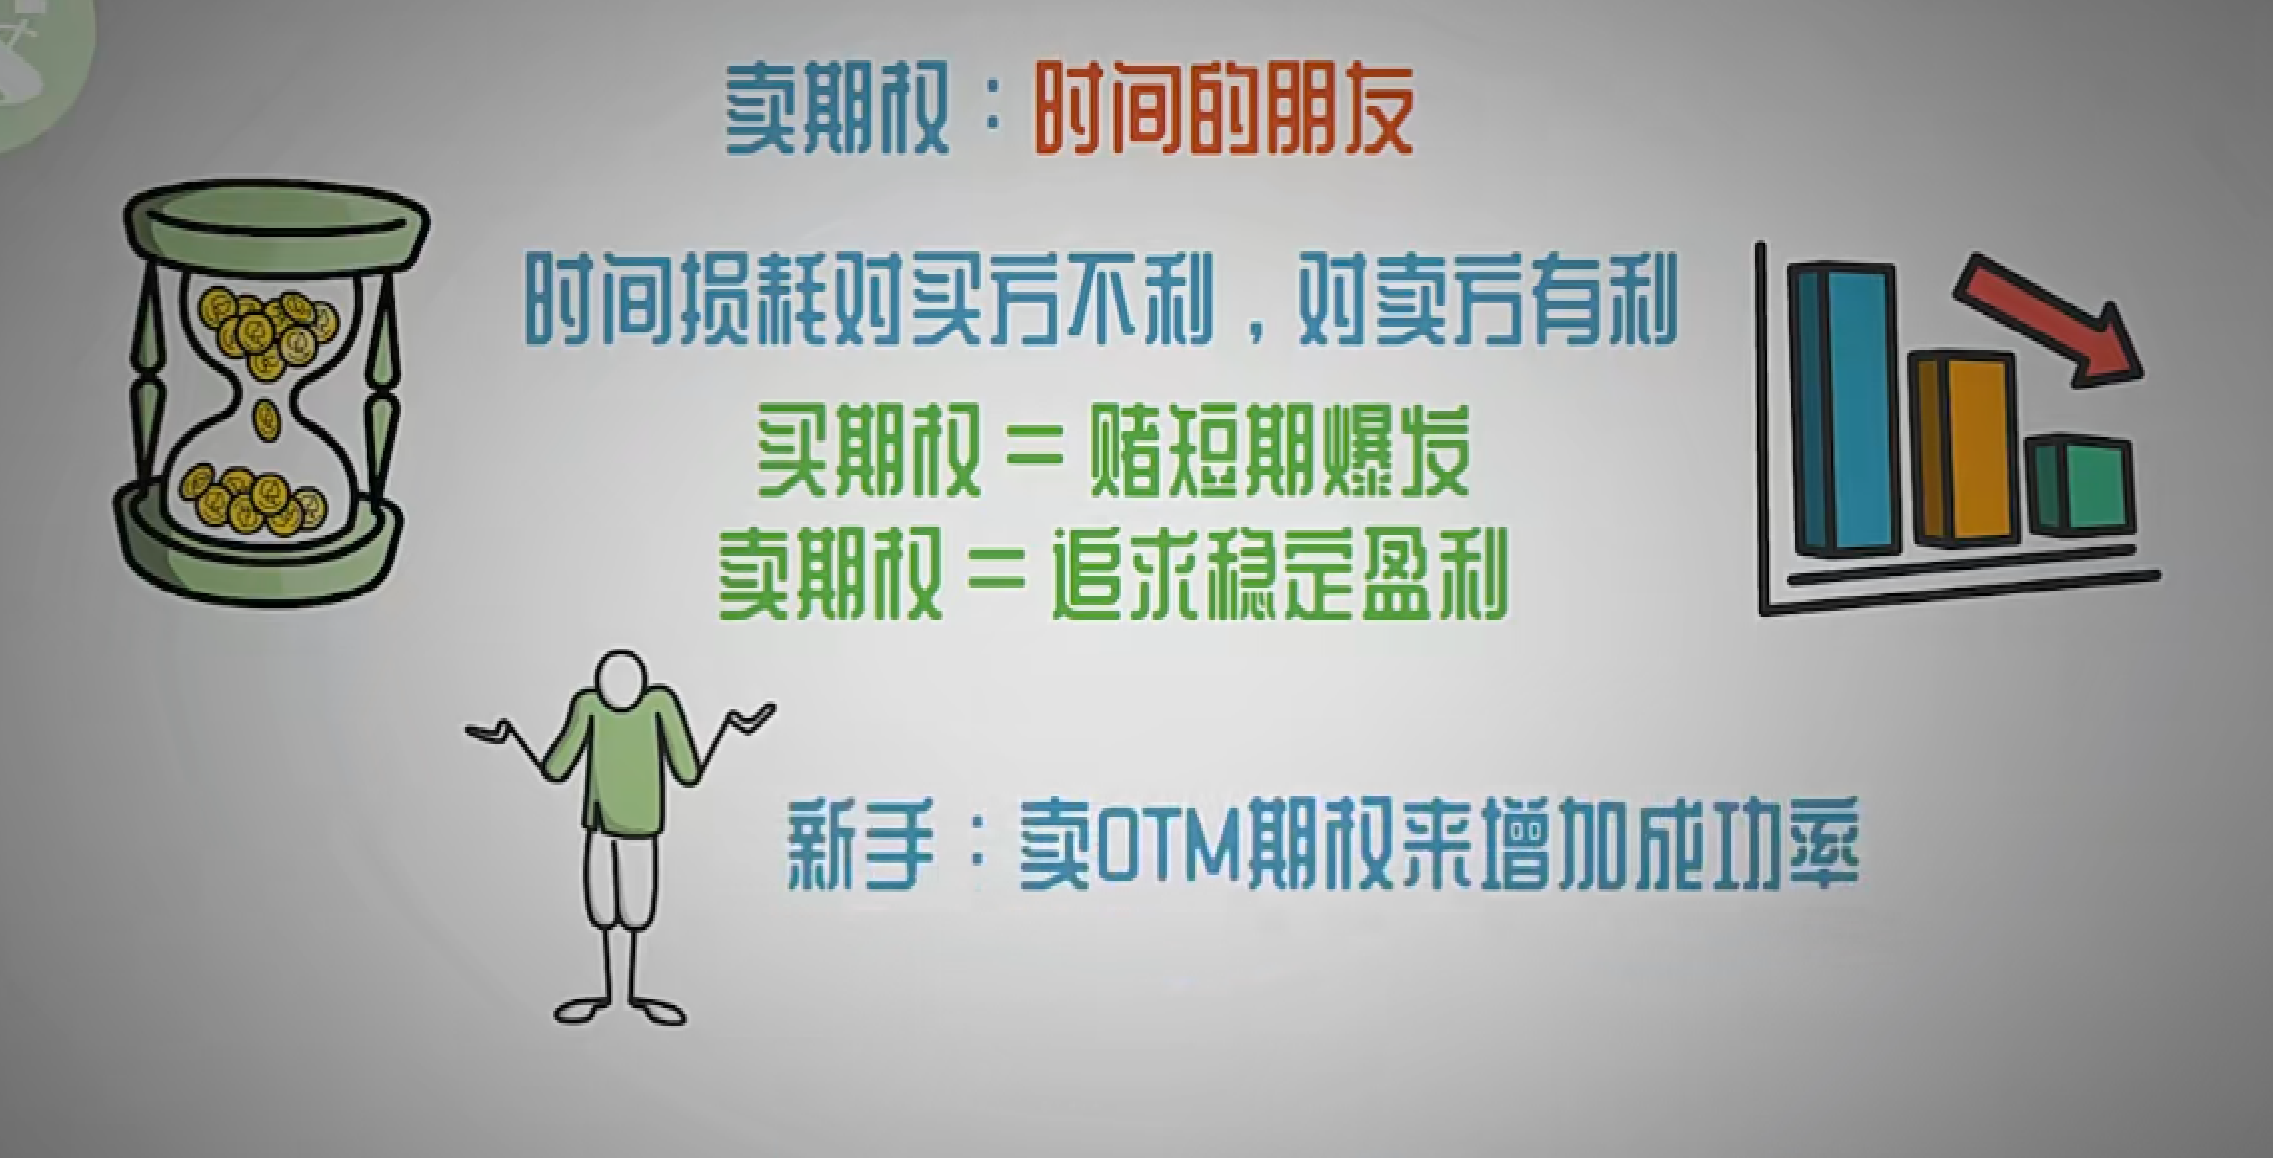 卖期权：时间的朋友
时间损耗对买方不利，对卖方有利
买期权＝赌短期爆发
卖期权＝追求稳定盈利
新手：卖OTM期权来增加成功率